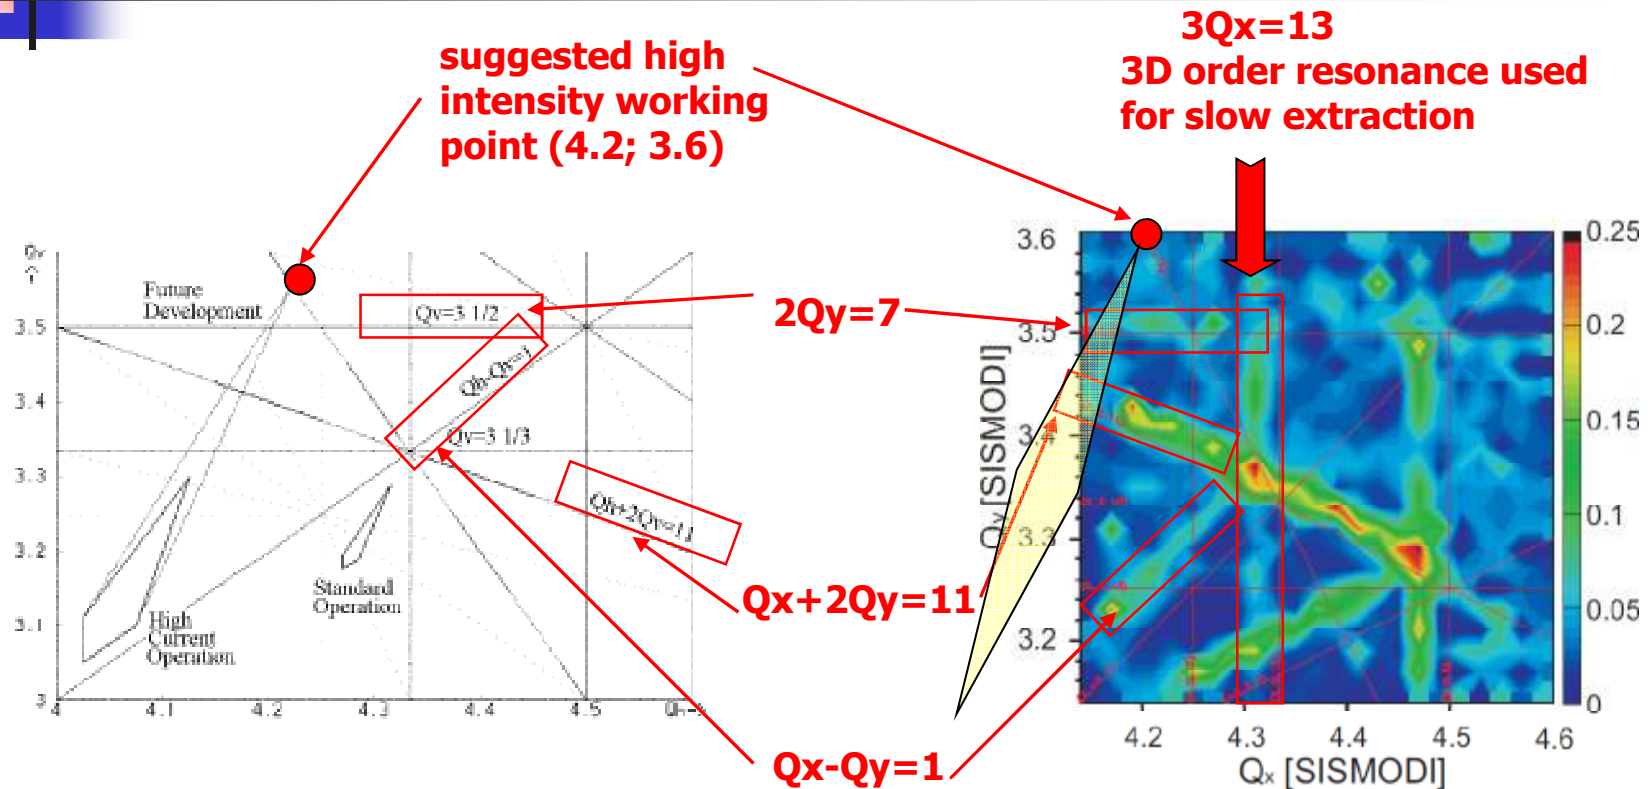 suggested high
intensity working
point (4.2; 3.6)
3Qx=13
3D order resonance used
for slow extraction
Future
Development
Qv=3 1/2
Qh-Qv=1
Qv=3 1/3
Qh+2Qv=11
Standard
Operation
High
Current
Operation
3.5
3.4
3.3
3.2
3.1
3
4
4.1
4.2
4.3
4.4
4.5
2Qy=7
Qx+2Qy=11
Qx-Qy=1
3.6
3.5
3.3
3.2
Qy [SISMODI]
4.2
4.3
4.4
4.5
4.6
Qx [SISMODI]
0.25
0.2
0.15
0.1
0.05
0